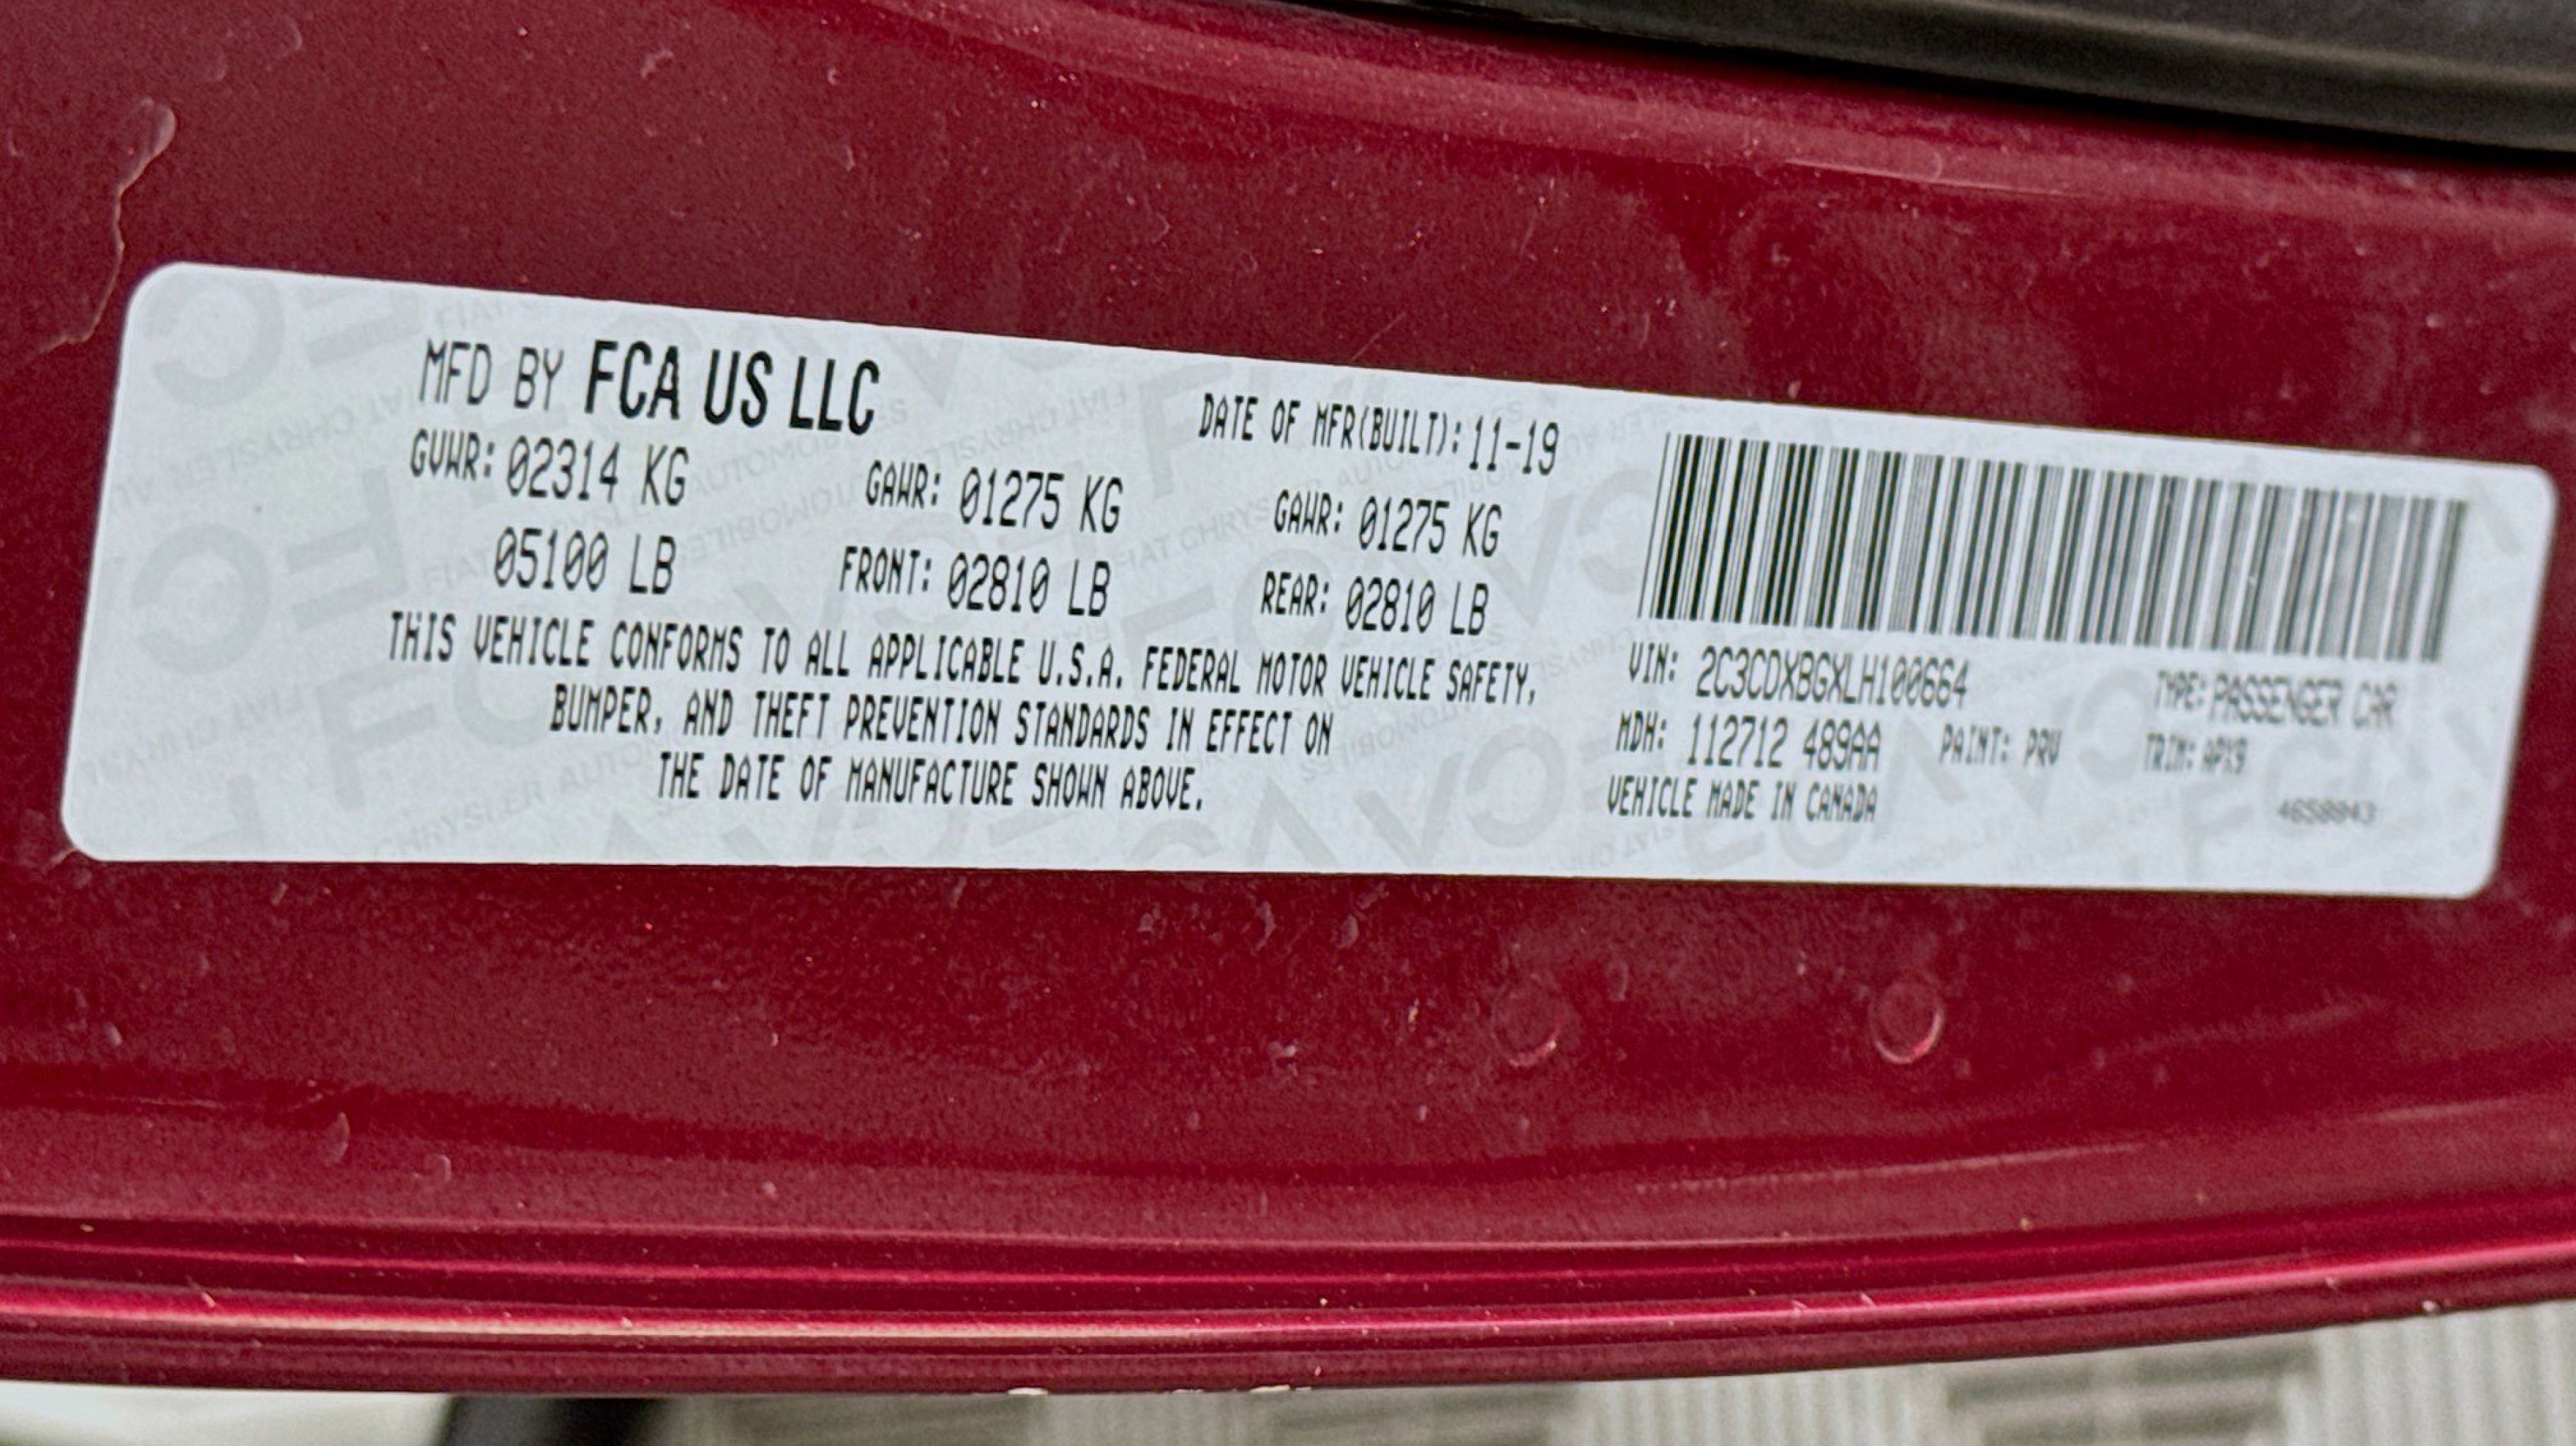 MFD BY FCA US LLC
DATE OF MFR(BUILT): 11-19
GVWR: 02314 KG GAWR: 01275 KG GAWR: 01275 KG
05100 LB FRONT: 02810 LB REAR: 02810 LB
THIS VEHICLE CONFORMS TO ALL APPLICABLE U.S.A. FEDERAL MOTOR VEHICLE SAFETY,
BUMPER, AND THEFT PREVENTION STANDARDS IN EFFECT ON
THE DATE OF MANUFACTURE SHOWN ABOVE.
VIN: 2C3CDXBGXLH100664 TYPE: PASSENGER CAR
MDH: 112712 489AA PAINT: PRV TRIM: APX9
VEHICLE MADE IN CANADA